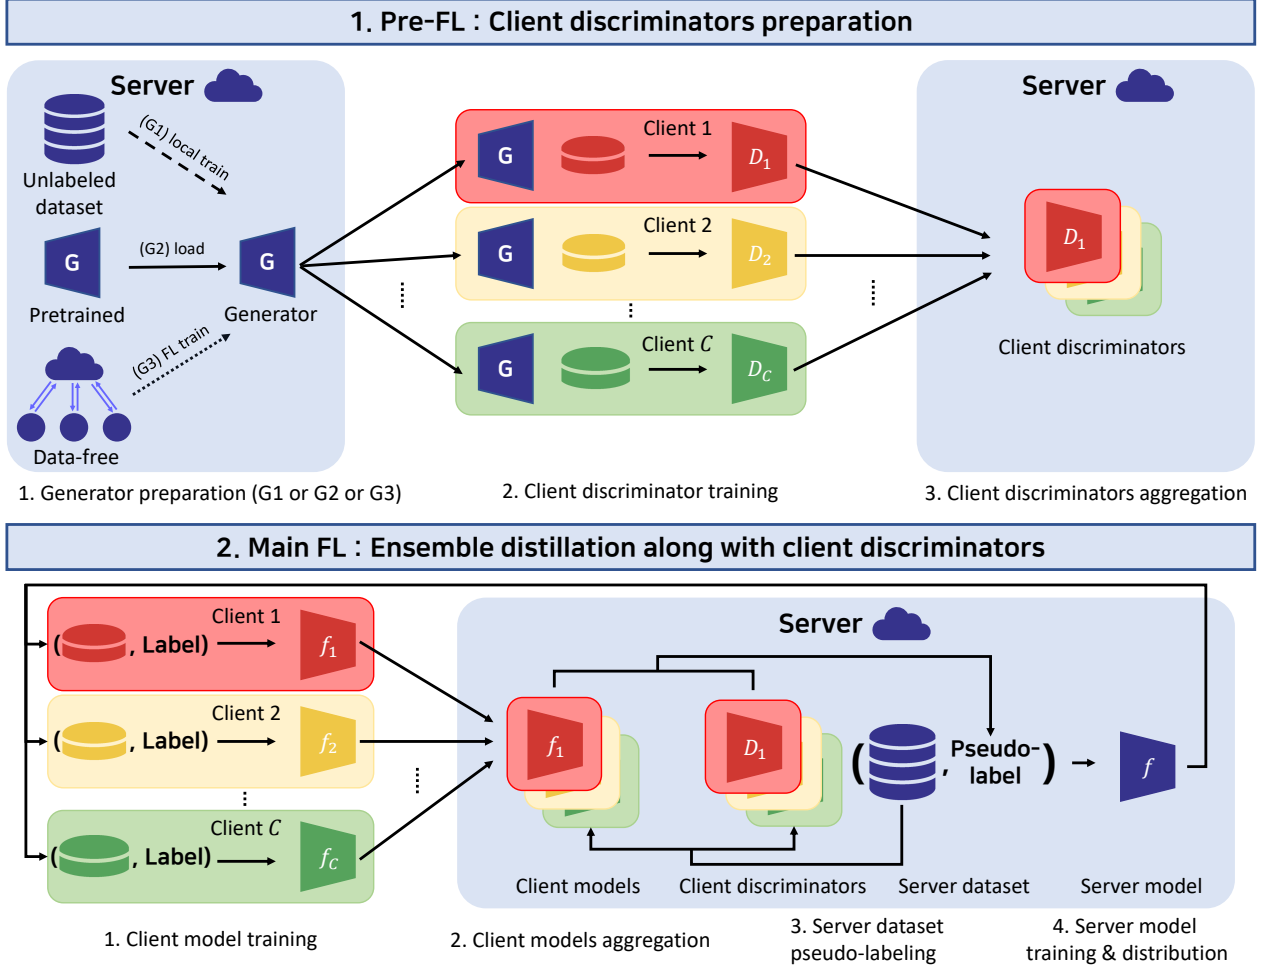 1. Pre-FL : Client discriminators preparation
Server
(G1) local train
Unlabeled
dataset
G
(G2) load
G
Pretrained
Generator
(G3) FL train
Data-free
Client 1
G
D₁
Client 2
G
D₂
Client C
G
D_C
Server
D₁
Client discriminators
1. Generator preparation (G1 or G2 or G3)
2. Client discriminator training
3. Client discriminators aggregation
2. Main FL : Ensemble distillation along with client discriminators
Client 1
( , Label)
f₁
Client 2
( , Label)
f₂
Client C
( , Label)
f_C
Server
f₁
D₁
( , Pseudo-
label )
f
Client models
Client discriminators
Server dataset
Server model
1. Client model training
2. Client models aggregation
3. Server dataset
pseudo-labeling
4. Server model
training & distribution